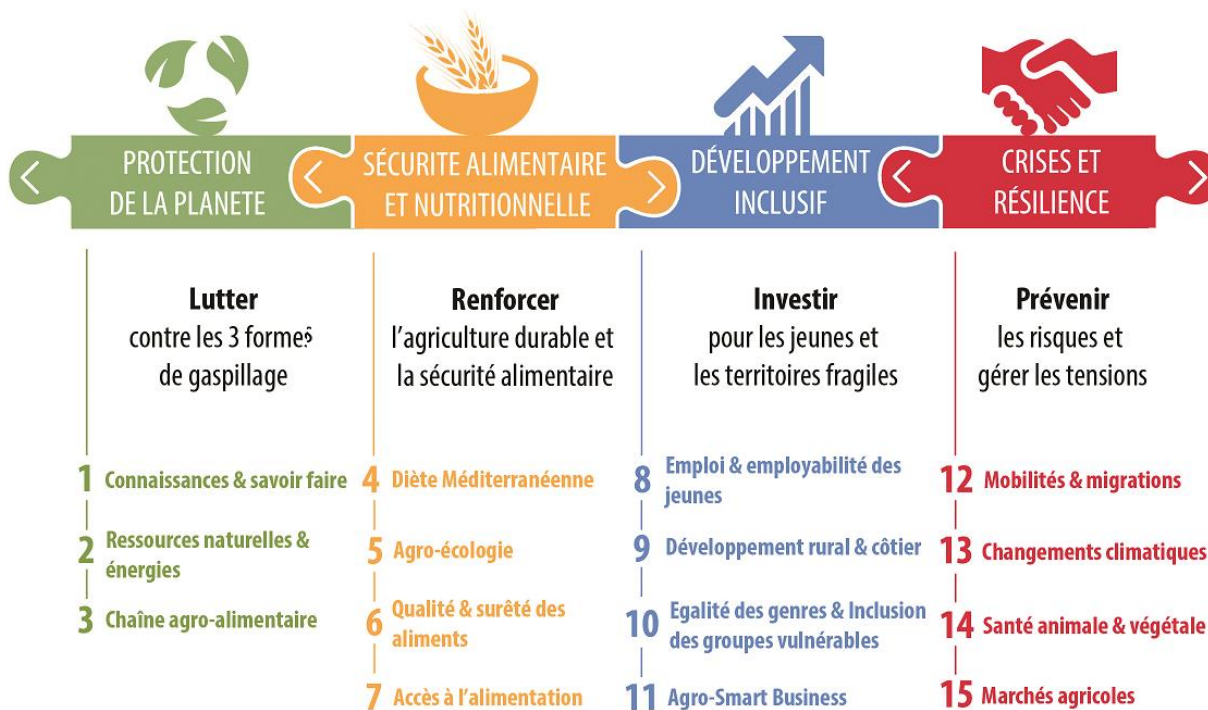 PROTECTION
DE LA PLANETE
SÉCURITE ALIMENTAIRE
ET NUTRITIONNELLE
DÉVELOPPEMENT
INCLUSIF
CRISES ET
RÉSILIENCE
Lutter
contre les 3 formes
de gaspillage
Renforcer
l'agriculture durable et
la sécurité alimentaire
Investir
pour les jeunes et
les territoires fragiles
Prévenir
les risques et
gérer les tensions
1 Connaissances & savoir faire
2 Ressources naturelles &
énergies
3 Chaîne agro-alimentaire
4 Diète Méditerranéenne
5 Agro-écologie
6 Qualité & surêté des
aliments
7 Accès à l'alimentation
8 Emploi & employabilité des
jeunes
9 Développement rural & côtier
10 Egalité des genres & Inclusion
des groupes vulnérables
11 Agro-Smart Business
12 Mobilités & migrations
13 Changements climatiques
14 Santé animale & végétale
15 Marchés agricoles